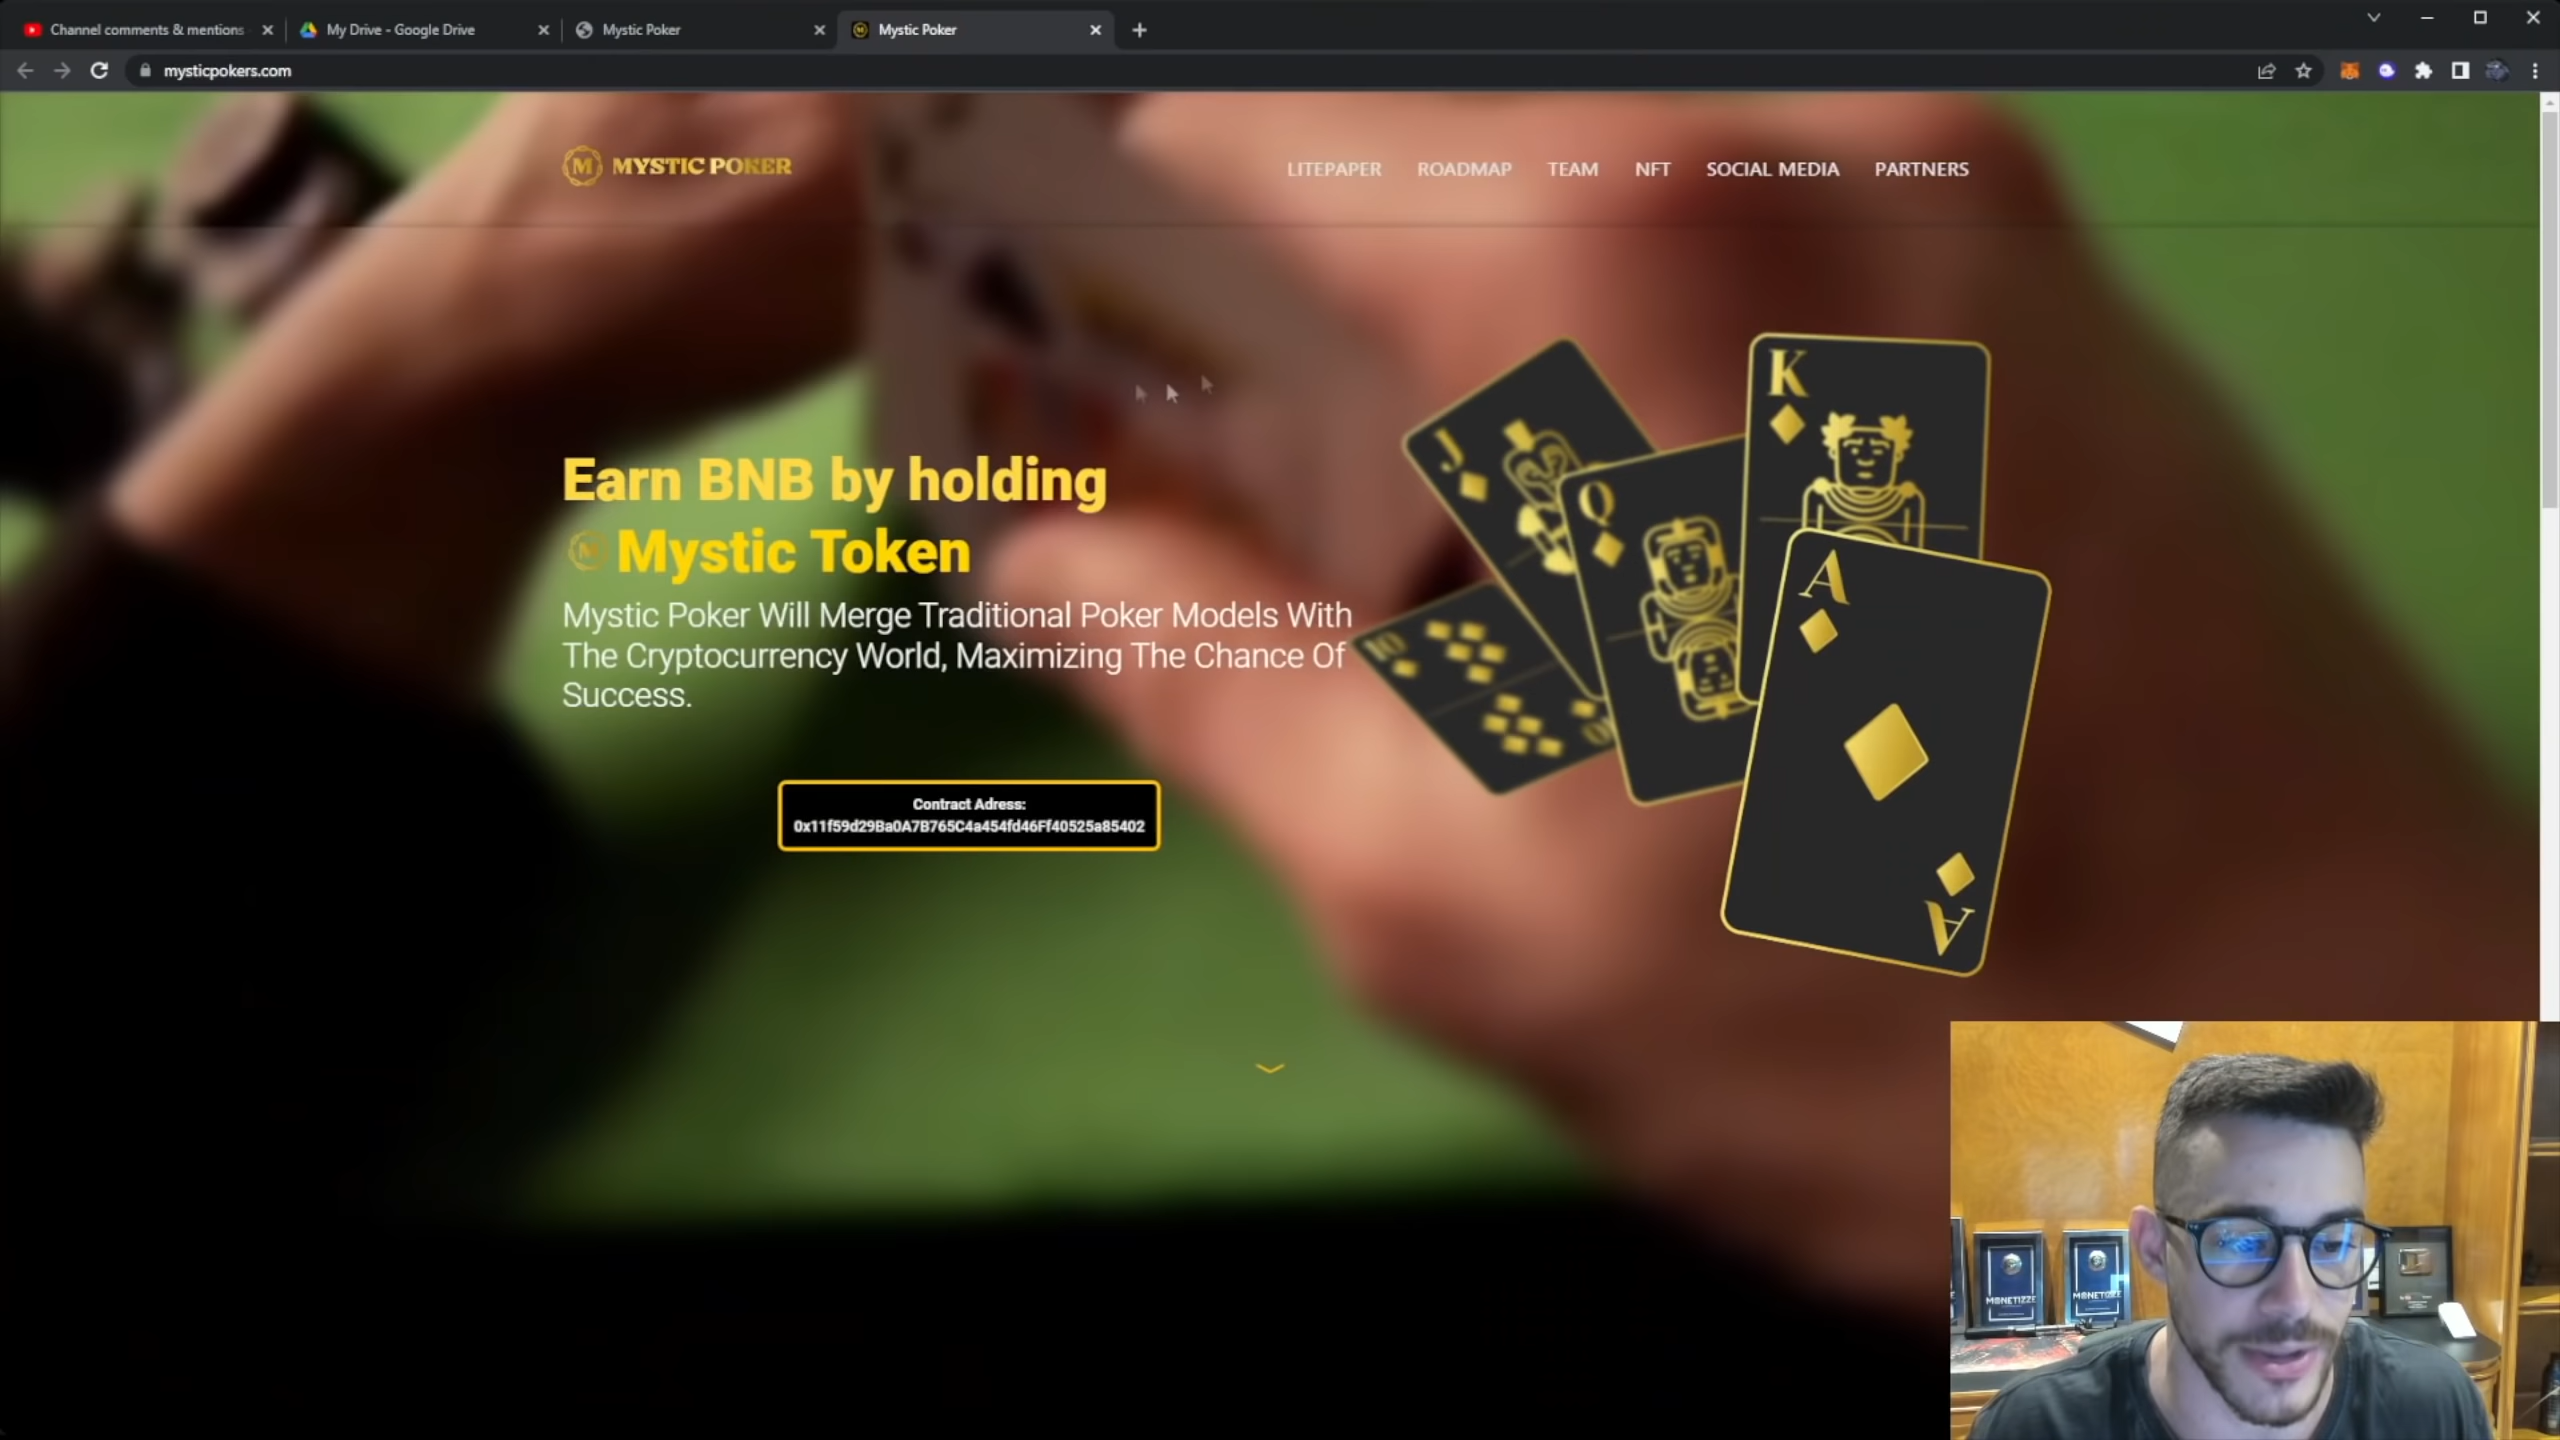 Channel comments & mentions
My Drive - Google Drive
Mystic Poker
Mystic Poker
mysticpokers.com
MYSTIC POKER
LITEPAPER
ROADMAP
TEAM
NFT
SOCIAL MEDIA
PARTNERS
Earn BNB by holding
Mystic Token
Mystic Poker Will Merge Traditional Poker Models With
The Cryptocurrency World, Maximizing The Chance Of
Success.
Contract Adress:
0x11f59d29Ba0A7B765C4a454fd46Ff40525a85402
J
Q
K
10
A
A
MONETIZZE
MONETIZZE